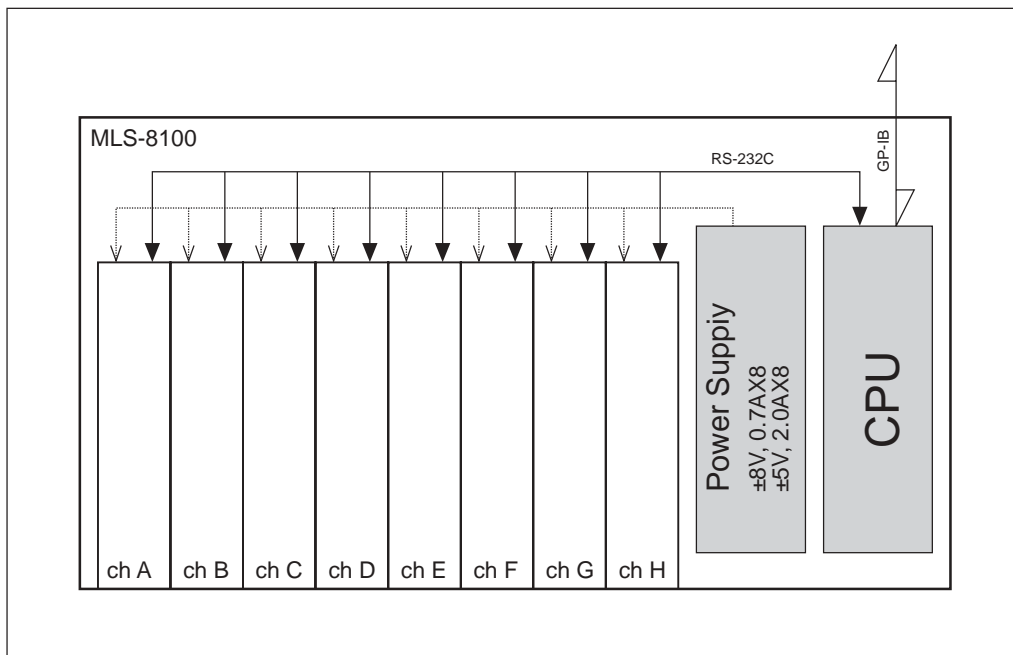 MLS-8100
RS-232C
GP-IB
Power Suppiy
±8V, 0.7AX8
±5V, 2.0AX8
CPU
ch A
ch B
ch C
ch D
ch E
ch F
ch G
ch H